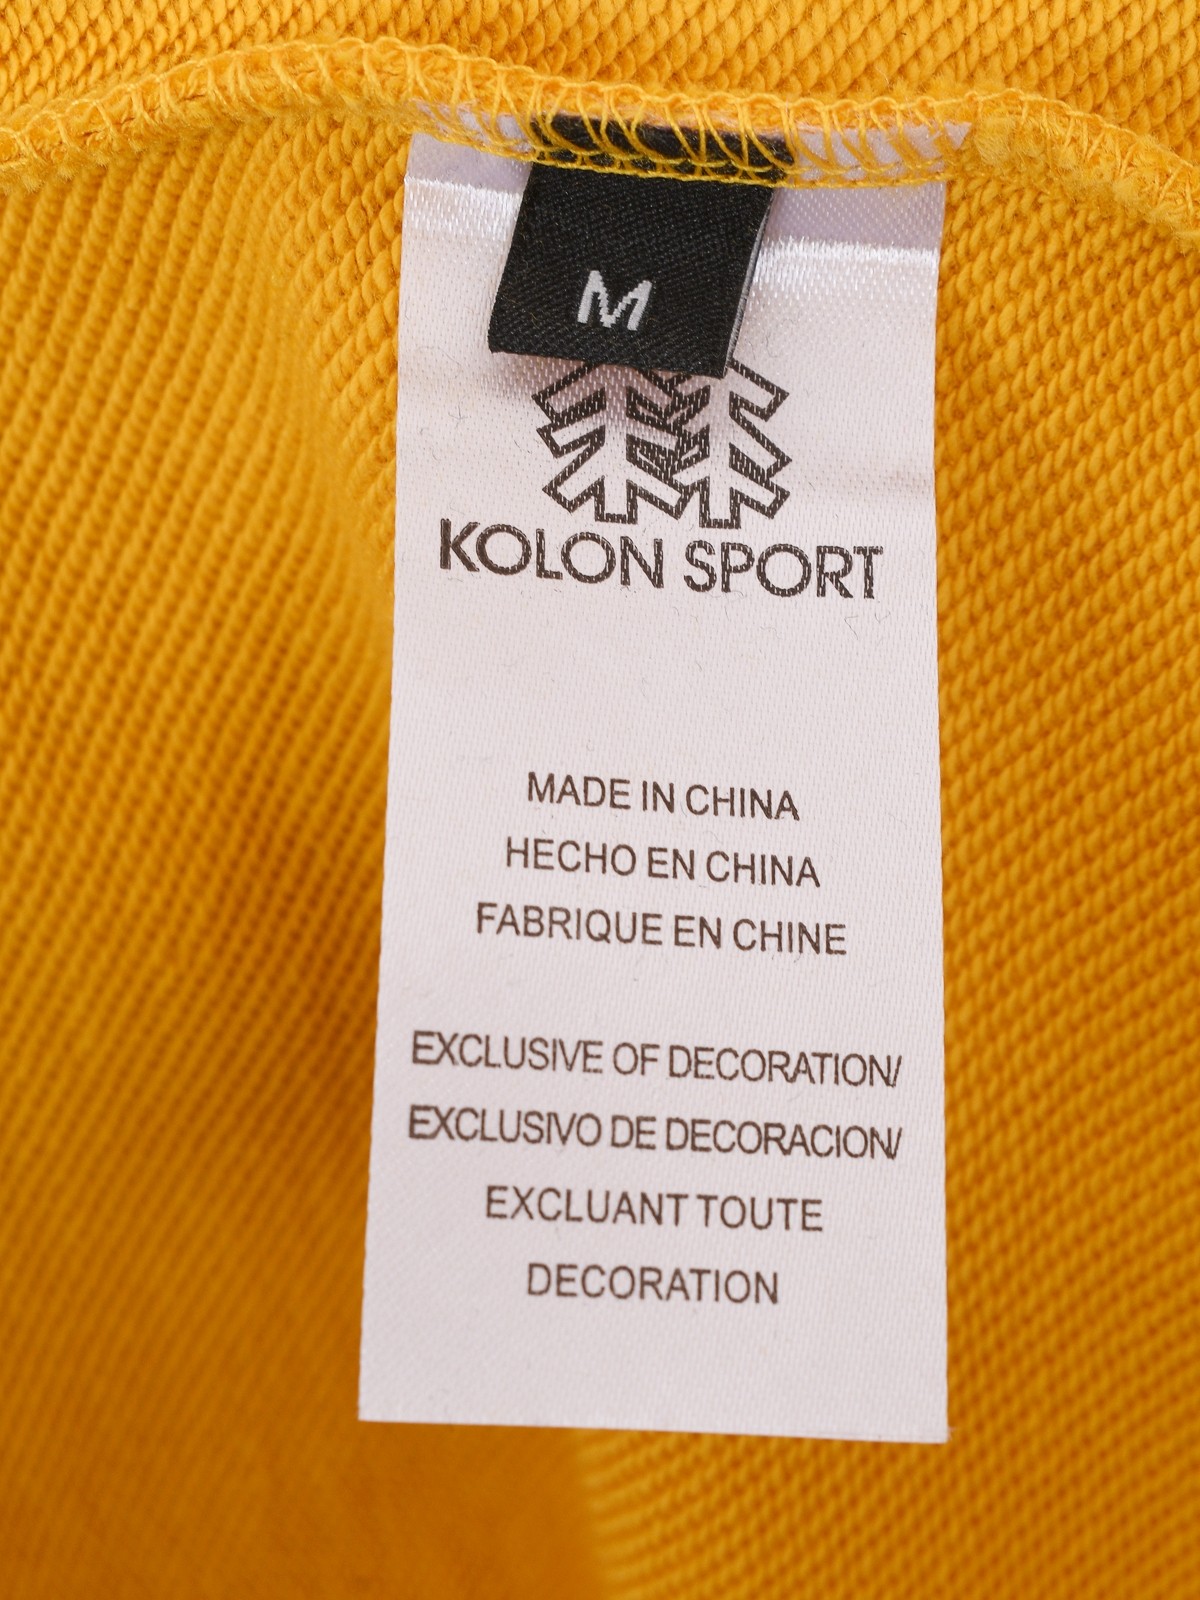 M
KOLON SPORT
MADE IN CHINA
HECHO EN CHINA
FABRIQUE EN CHINE
EXCLUSIVE OF DECORATION/
EXCLUSIVO DE DECORACION/
EXCLUANT TOUTE
DECORATION